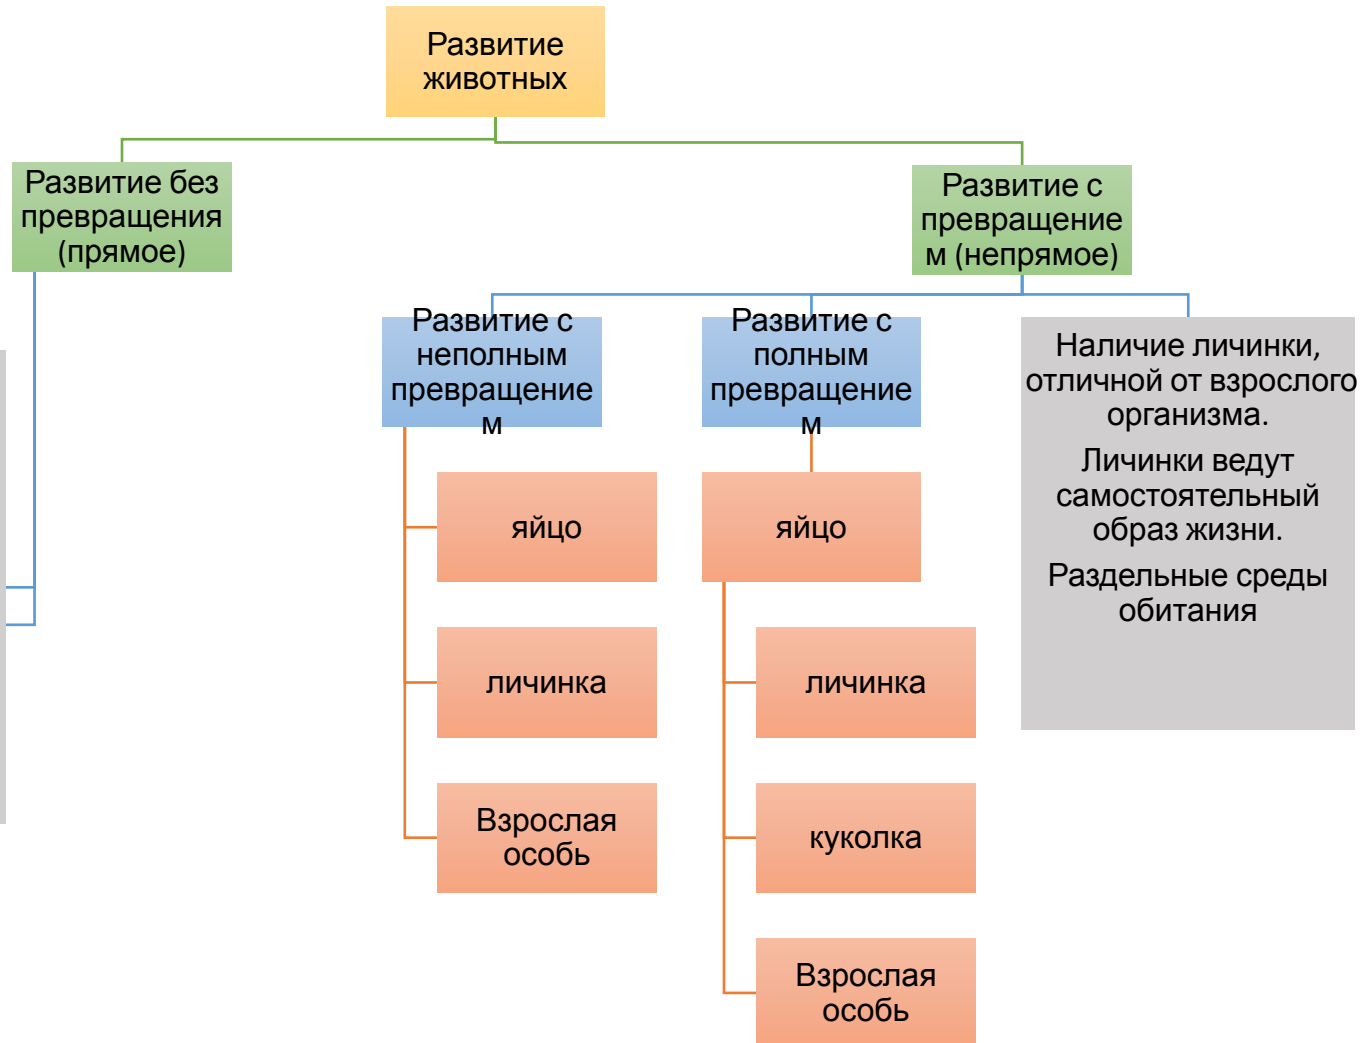 Развитие
животных
Развитие без
превращения
(прямое)
Развитие с
превращение
м (непрямое)
Развитие с
неполным
превращение
м
яйцо
личинка
Взрослая
особь
Развитие с
полным
превращение
м
яйцо
личинка
куколка
Взрослая
особь
Наличие личинки,
отличной от взрослого
организма.
Личинки ведут
самостоятельный
образ жизни.
Раздельные среды
обитания